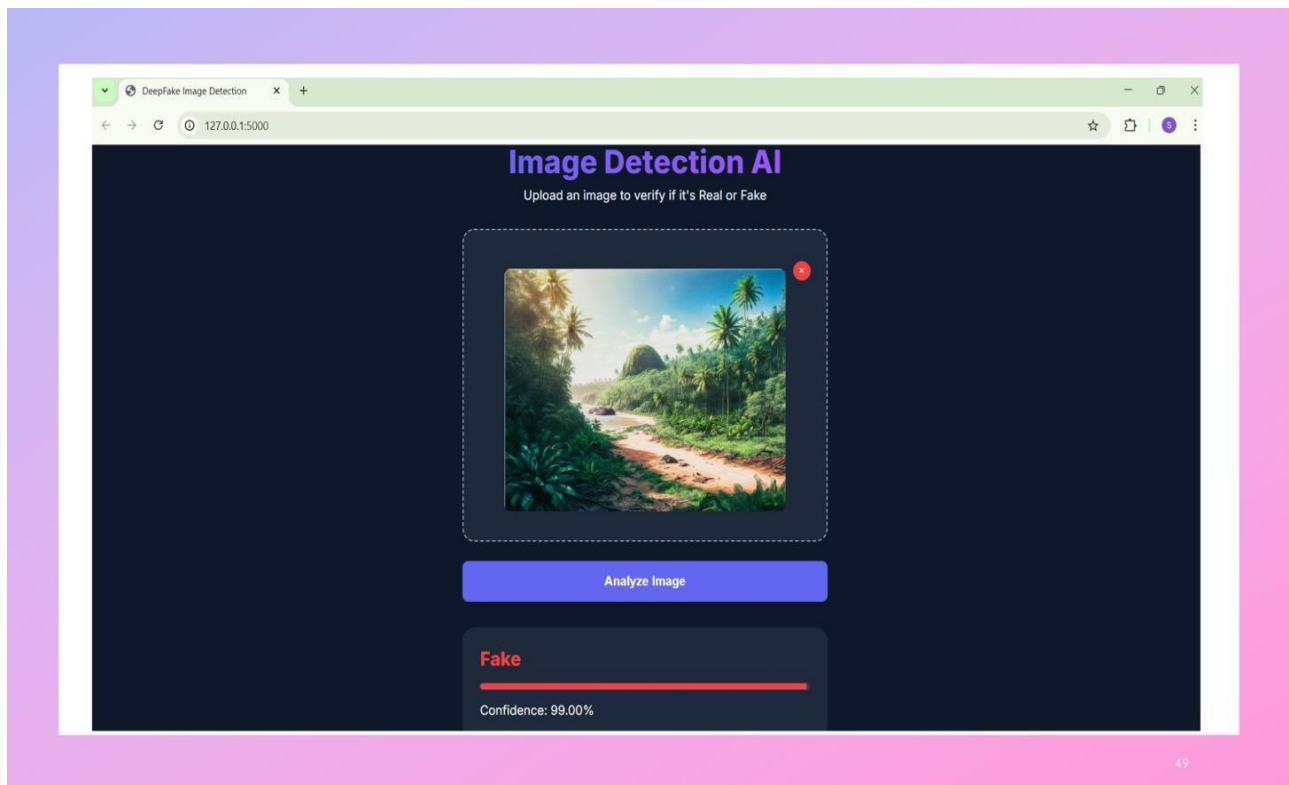 DeepFake Image Detection
127.0.0.1:5000
S
Image Detection AI
Upload an image to verify if it's Real or Fake
Analyze Image
Fake
Confidence: 99.00%
49